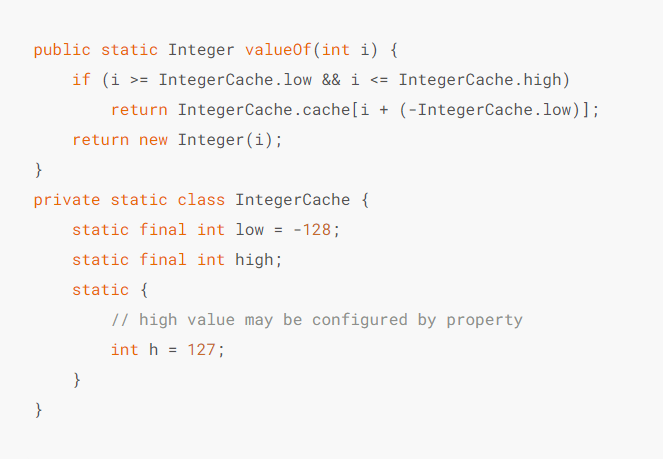 public static Integer valueOf(int i) {
    if (i >= IntegerCache.low && i <= IntegerCache.high)
        return IntegerCache.cache[i + (-IntegerCache.low)];
    return new Integer(i);
}
private static class IntegerCache {
    static final int low = -128;
    static final int high;
    static {
        // high value may be configured by property
        int h = 127;
    }
}